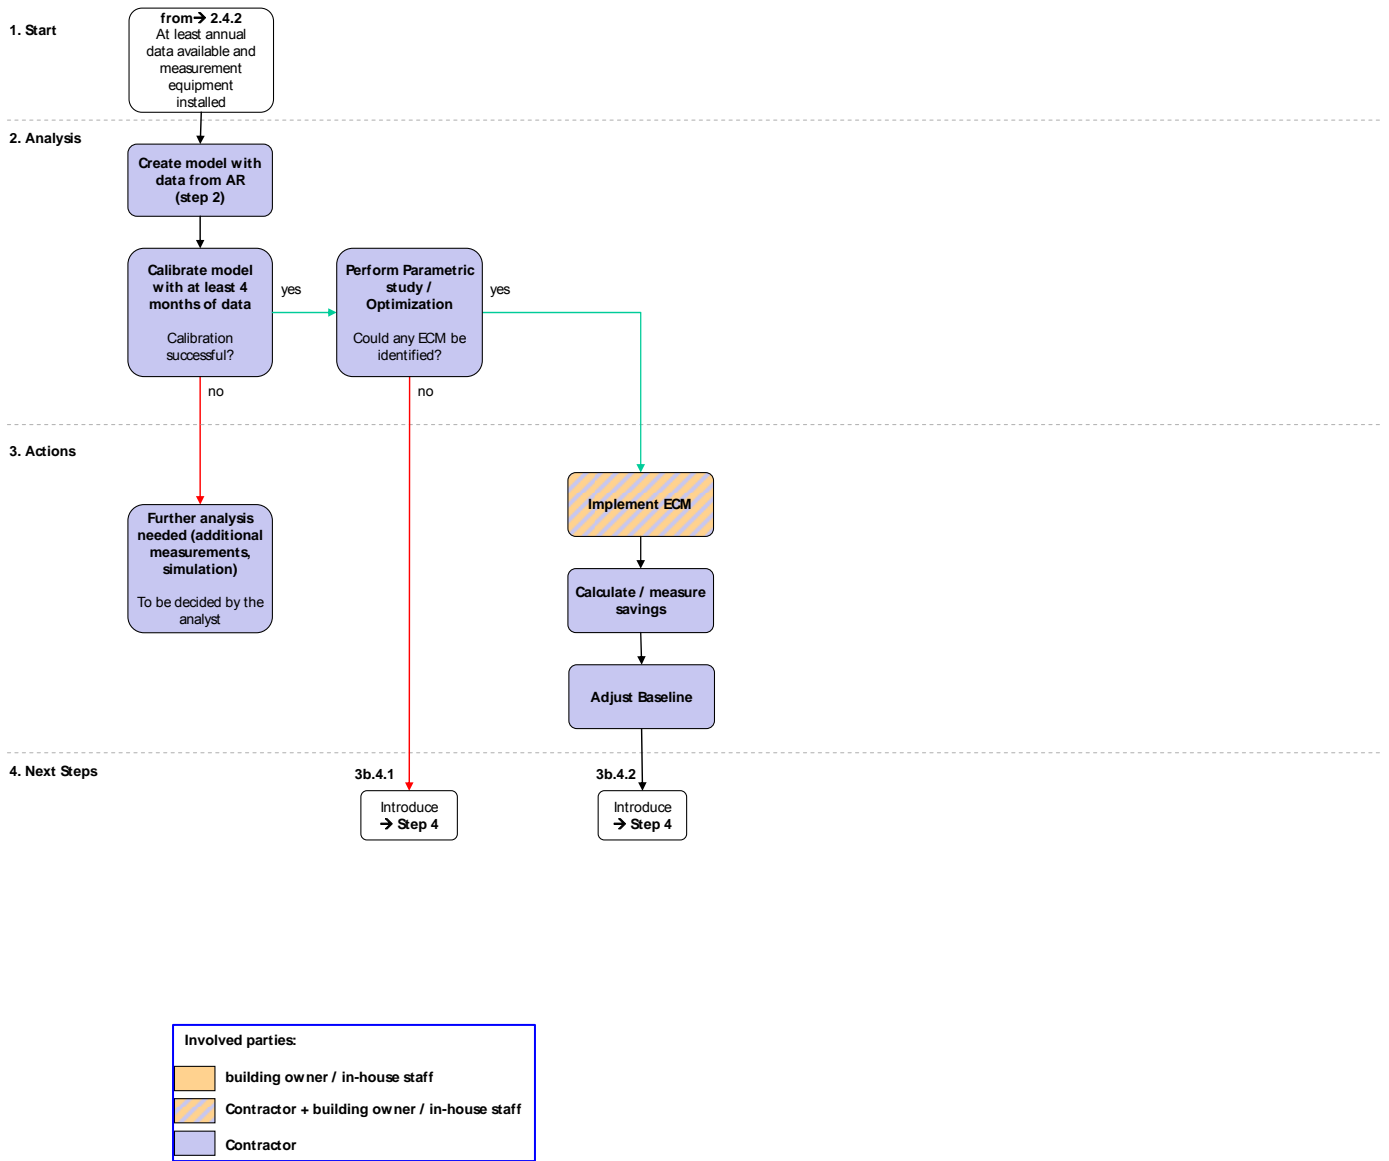 1. Start
from→ 2.4.2
At least annual
data available and
measurement
equipment
installed
2. Analysis
Create model with
data from AR
(step 2)
Calibrate model
with at least 4
months of data
Calibration
successful?
yes
no
Perform Parametric
study /
Optimization
Could any ECM be
identified?
yes
no
3. Actions
Further analysis
needed (additional
measurements,
simulation)
To be decided by the
analyst
Implement ECM
Calculate / measure
savings
Adjust Baseline
4. Next Steps
3b.4.1
Introduce
→ Step 4
3b.4.2
Introduce
→ Step 4
Involved parties:
building owner / in-house staff
Contractor + building owner / in-house staff
Contractor